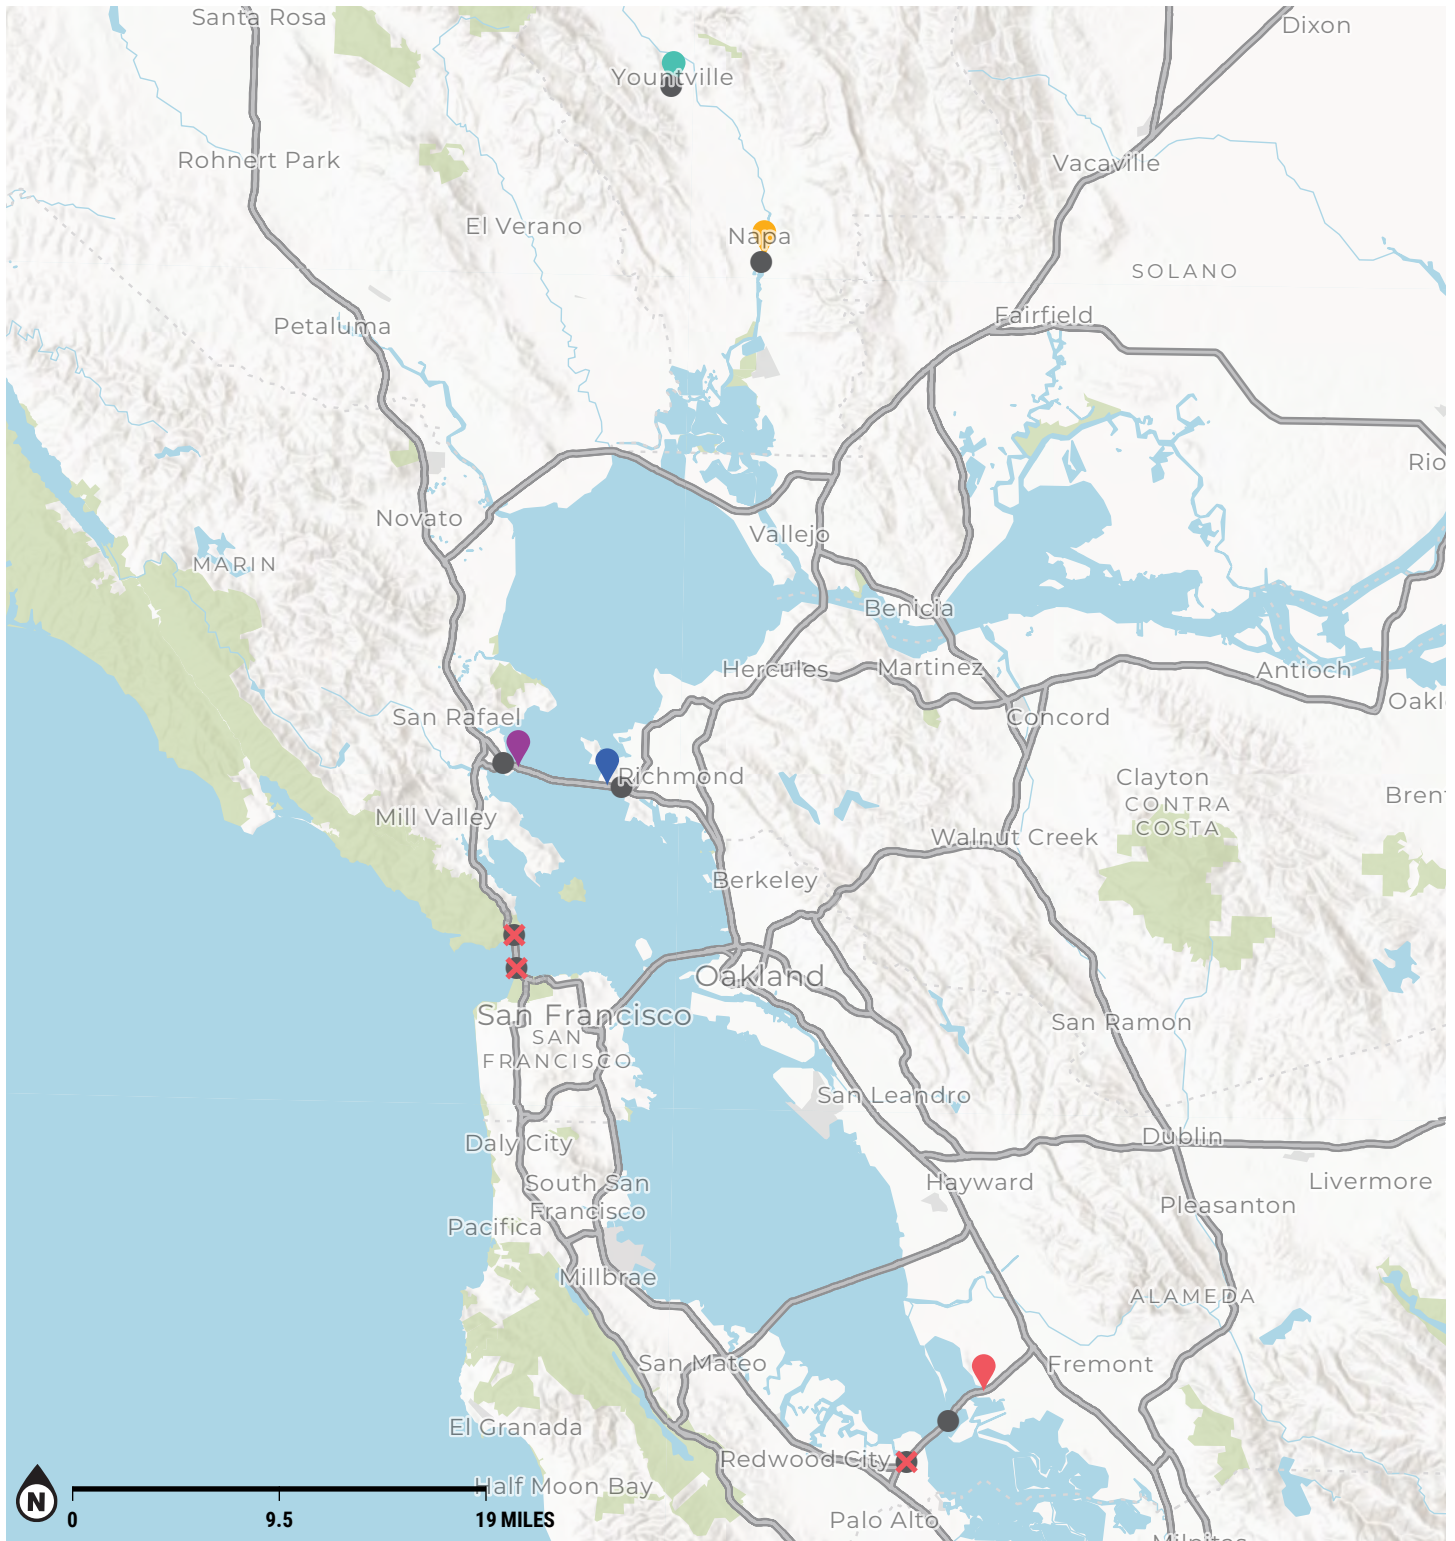 Santa Rosa
Dixon
Yountville
Rohnert Park
Vacaville
El Verano
Napa
SOLANO
Fairfield
Petaluma
Rio
Novato
Vallejo
MARIN
Benicia
Hercules
Martinez
Antioch
Oakl
San Rafael
Concord
Richmond
Clayton
CONTRA
COSTA
Brent
Mill Valley
Walnut Creek
Berkeley
Oakland
San Francisco
SAN
FRANCISCO
San Ramon
San Leandro
Daly City
Dublin
South San
Francisco
Hayward
Livermore
Pleasanton
Pacifica
Millbrae
ALAMEDA
San Mateo
Fremont
El Granada
Redwood City
Half Moon Bay
N
0
9.5
19 MILES
Palo Alto
Milpitas